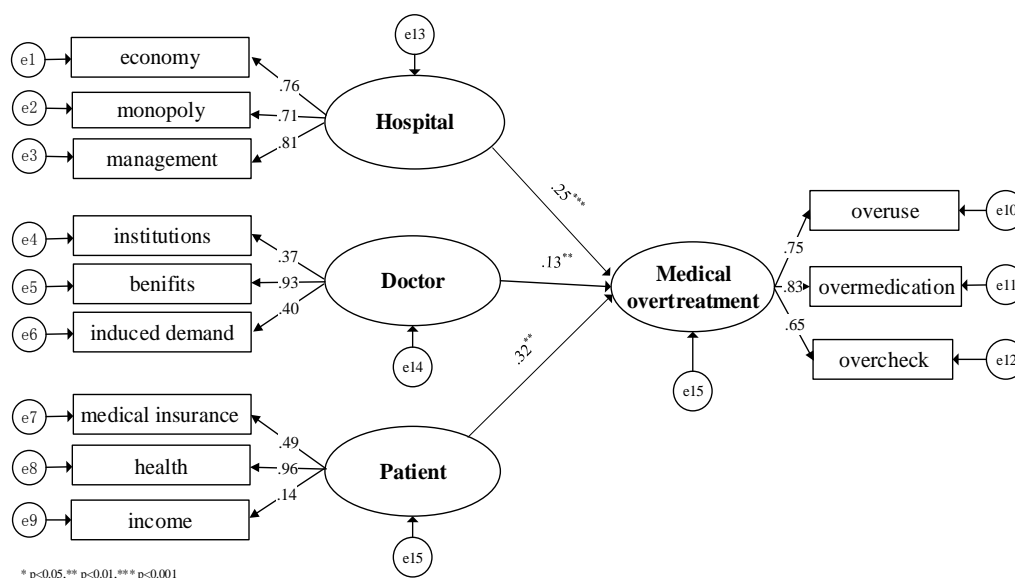 e1 economy
.76
e2 monopoly
.71
e3 management
.81
e13
Hospital
.25***
e4 institutions
.37
e5 benifits
.93
e6 induced demand
.40
Doctor
e14
.13**
e7 medical insurance
.49
e8 health
.96
e9 income
.14
Patient
e15
.32**
Medical
overtreatment
e15
.75
overuse e10
.83
overmedication e11
.65
overcheck e12
* p<0.05,** p<0.01,*** p<0.001